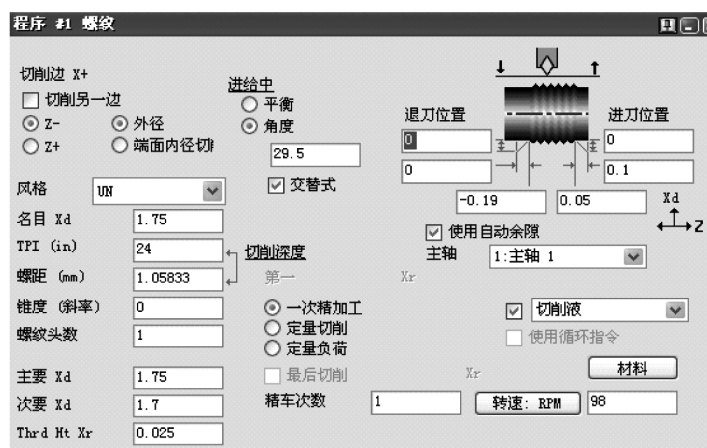 程序 #1 螺纹
切削边 X+
切削另一边
Z- 外径
Z+ 端面内径切削
风格 UN
名目 Xd 1.75
TPI (in) 24
螺距 (mm) 1.05833
锥度 (斜率) 0
螺纹头数 1
主要 Xd 1.75
次要 Xd 1.7
Thrd Ht Xr 0.025
进给中
平衡
角度
29.5
交替式
切削深度
第一 Xr
一次精加工
定量切削
定量负荷
最后切削 Xr
精车次数 1
退刀位置 进刀位置
0 0
0 0.1
-0.19 0.05
Xd
Z
使用自动余隙
主轴 1:主轴 1
切削液
使用循环指令
材料
转速: RPM 98